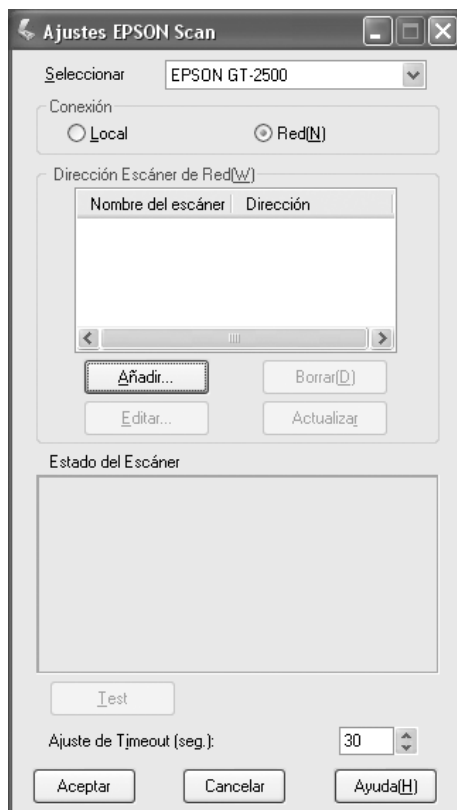 Ajustes EPSON Scan
Seleccionar EPSON GT-2500
Conexión
Local Red(N)
Dirección Escáner de Red(W)
Nombre del escáner Dirección
Añadir... Borrar(D)
Editar... Actualizar
Estado del Escáner
Test
Ajuste de Timeout (seg.): 30
Aceptar Cancelar Ayuda(H)